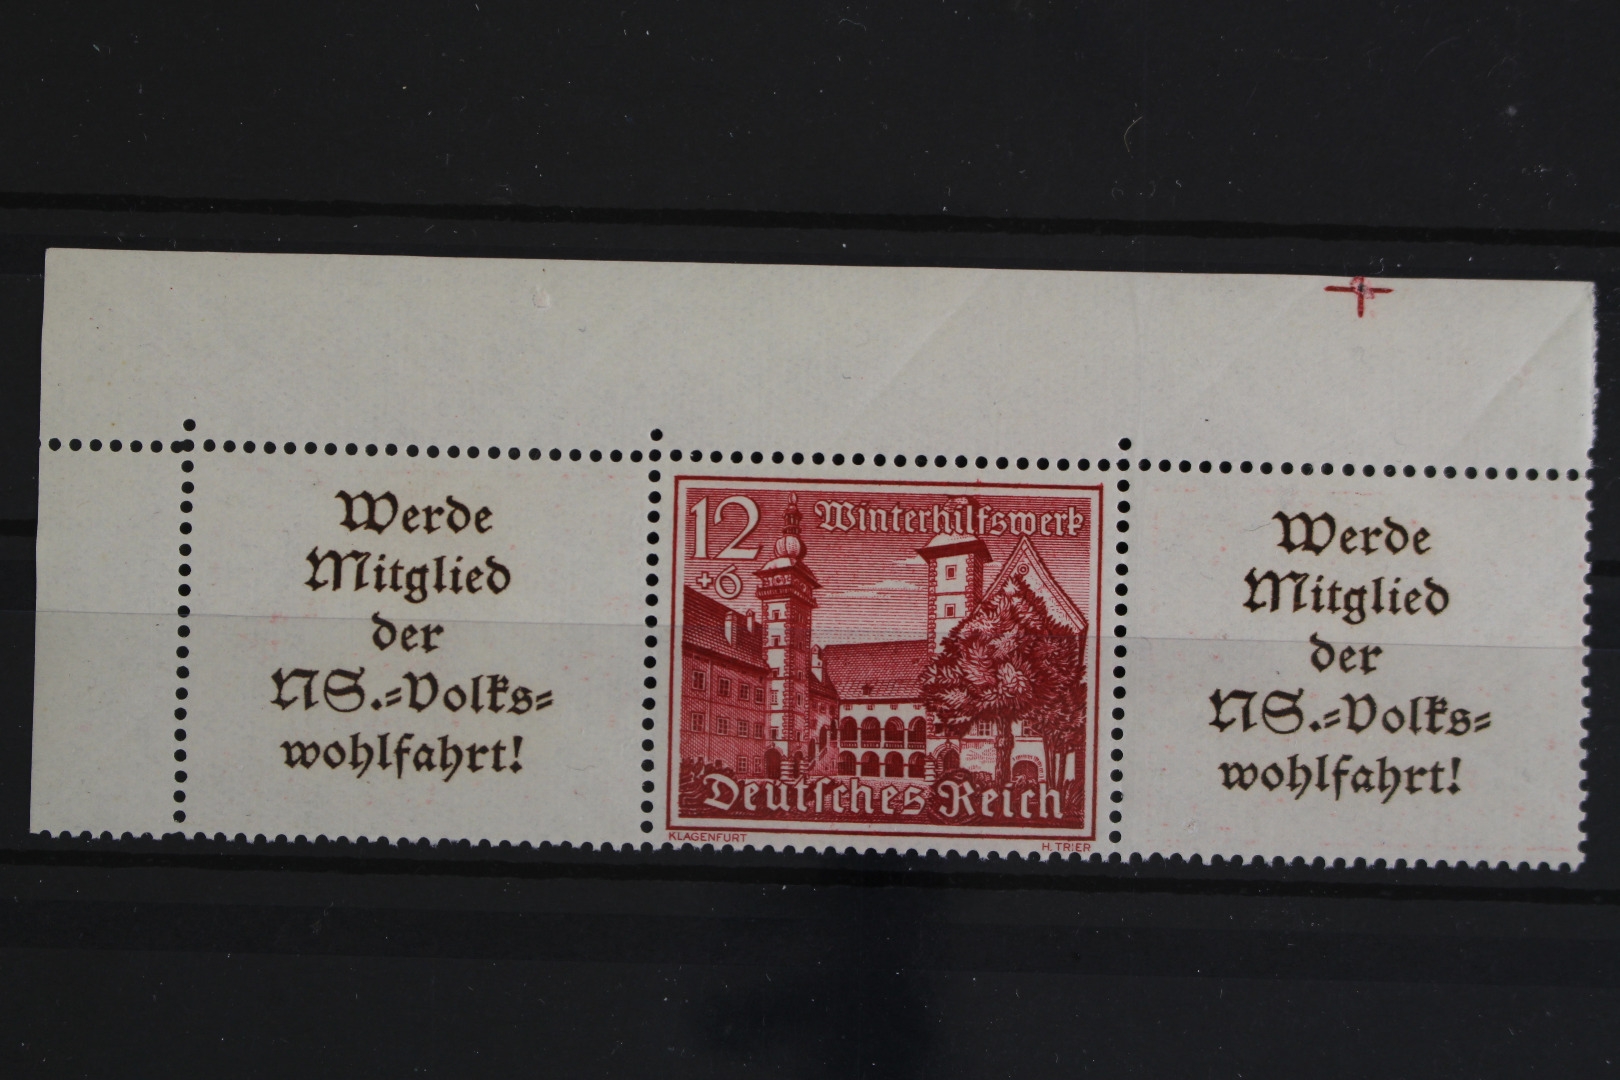 Werde
Mitglied
der
NS.=Volks=
wohlfahrt!
12
+6
Winterhilfswerk
Deutsches Reich
KLAGENFURT
H. TRIER
Werde
Mitglied
der
NS.=Volks=
wohlfahrt!